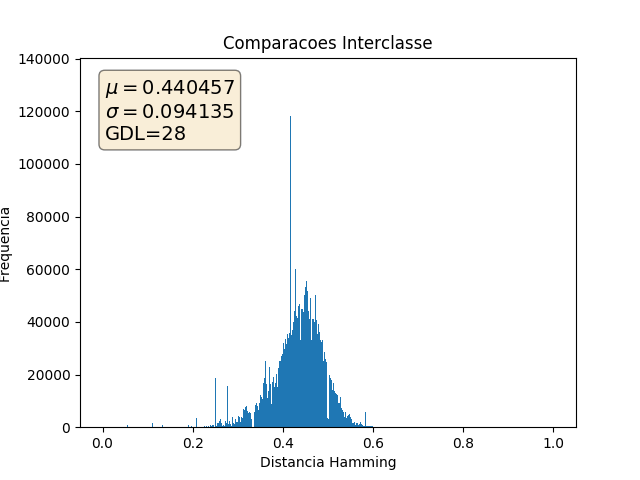 Comparacoes Interclasse
μ = 0.440457
σ = 0.094135
GDL=28
140000
120000
100000
80000
60000
40000
20000
0
Frequencia
0.0 0.2 0.4 0.6 0.8 1.0
Distancia Hamming